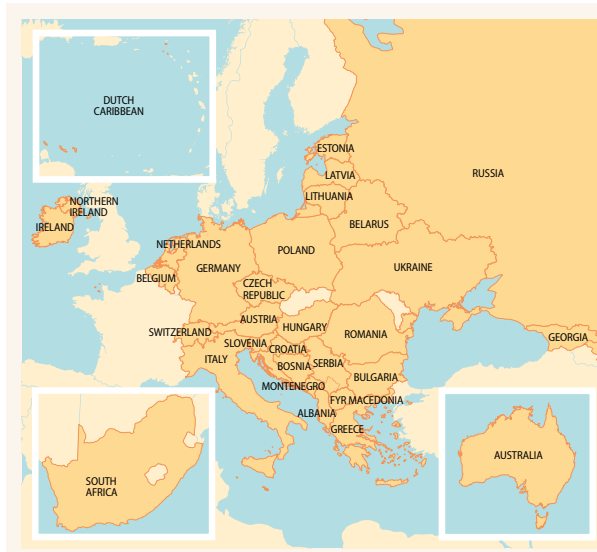 DUTCH
CARIBBEAN
ESTONIA
LATVIA
RUSSIA
LITHUANIA
NORTHERN
IRELAND
IRELAND
BELARUS
NETHERLANDS
POLAND
GERMANY
UKRAINE
BELGIUM
CZECH
REPUBLIC
AUSTRIA
HUNGARY
SWITZERLAND
ROMANIA
GEORGIA
SLOVENIA
CROATIA
ITALY
BOSNIA
SERBIA
BULGARIA
MONTENEGRO
FYR MACEDONIA
ALBANIA
GREECE
SOUTH
AFRICA
AUSTRALIA